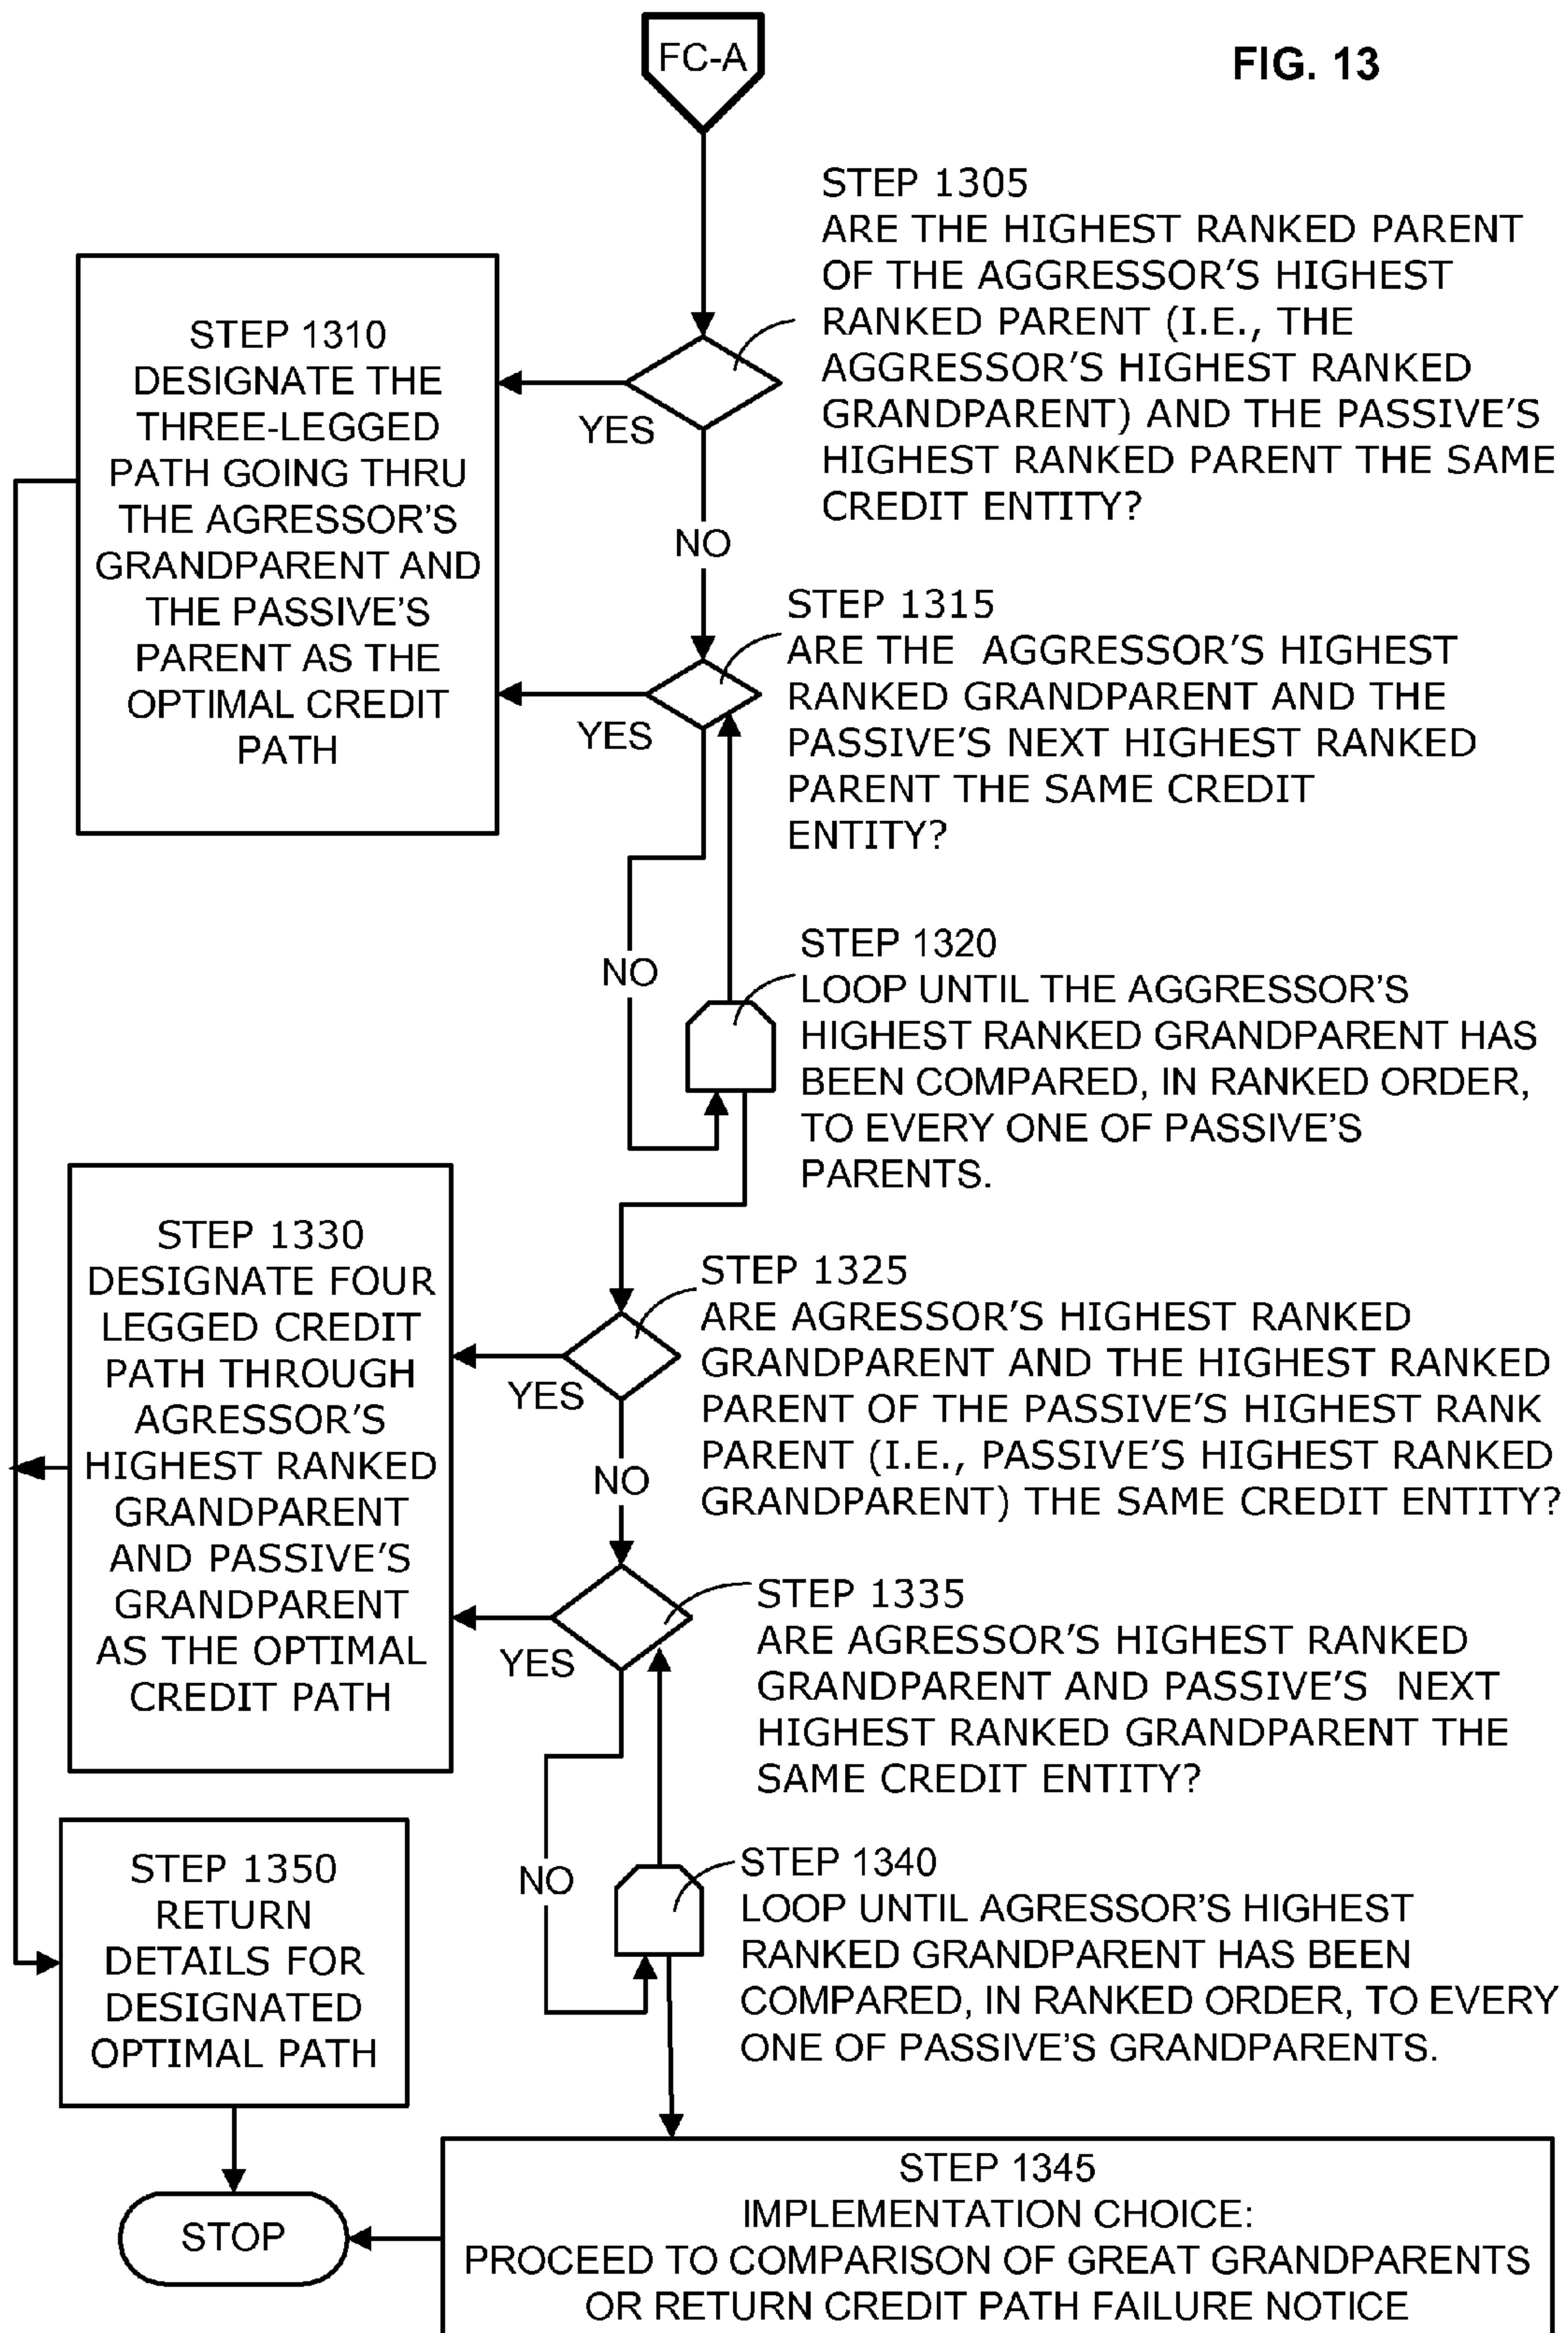 FC-A
FIG. 13
STEP 1305
ARE THE HIGHEST RANKED PARENT
OF THE AGGRESSOR'S HIGHEST
RANKED PARENT (I.E., THE
AGGRESSOR'S HIGHEST RANKED
GRANDPARENT) AND THE PASSIVE'S
HIGHEST RANKED PARENT THE SAME
CREDIT ENTITY?
YES
NO
STEP 1310
DESIGNATE THE
THREE-LEGGED
PATH GOING THRU
THE AGRESSOR'S
GRANDPARENT AND
THE PASSIVE'S
PARENT AS THE
OPTIMAL CREDIT
PATH
STEP 1315
ARE THE AGGRESSOR'S HIGHEST
RANKED GRANDPARENT AND THE
PASSIVE'S NEXT HIGHEST RANKED
PARENT THE SAME CREDIT
ENTITY?
YES
NO
STEP 1320
LOOP UNTIL THE AGGRESSOR'S
HIGHEST RANKED GRANDPARENT HAS
BEEN COMPARED, IN RANKED ORDER,
TO EVERY ONE OF PASSIVE'S
PARENTS.
STEP 1325
ARE AGRESSOR'S HIGHEST RANKED
GRANDPARENT AND THE HIGHEST RANKED
PARENT OF THE PASSIVE'S HIGHEST RANK
PARENT (I.E., PASSIVE'S HIGHEST RANKED
GRANDPARENT) THE SAME CREDIT ENTITY?
YES
NO
STEP 1330
DESIGNATE FOUR
LEGGED CREDIT
PATH THROUGH
AGRESSOR'S
HIGHEST RANKED
GRANDPARENT
AND PASSIVE'S
GRANDPARENT
AS THE OPTIMAL
CREDIT PATH
STEP 1335
ARE AGRESSOR'S HIGHEST RANKED
GRANDPARENT AND PASSIVE'S NEXT
HIGHEST RANKED GRANDPARENT THE
SAME CREDIT ENTITY?
YES
NO
STEP 1340
LOOP UNTIL AGRESSOR'S HIGHEST
RANKED GRANDPARENT HAS BEEN
COMPARED, IN RANKED ORDER, TO EVERY
ONE OF PASSIVE'S GRANDPARENTS.
STEP 1350
RETURN
DETAILS FOR
DESIGNATED
OPTIMAL PATH
STOP
STEP 1345
IMPLEMENTATION CHOICE:
PROCEED TO COMPARISON OF GREAT GRANDPARENTS
OR RETURN CREDIT PATH FAILURE NOTICE